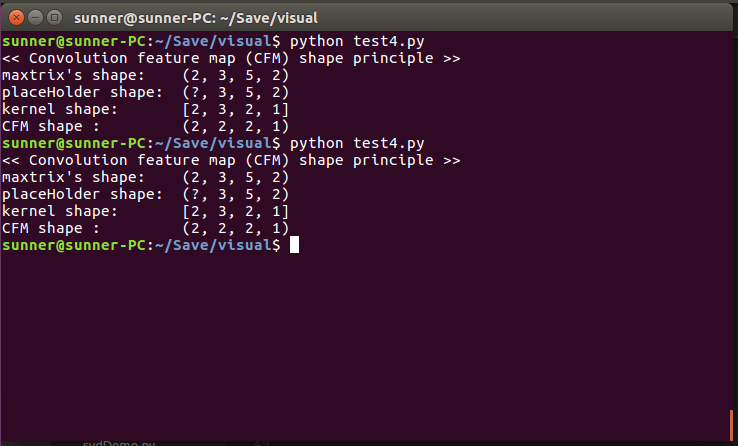 sunner@sunner-PC: ~/Save/visual
sunner@sunner-PC:~/Save/visual$ python test4.py
<< Convolution feature map (CFM) shape principle >>
maxtrix's shape: (2, 3, 5, 2)
placeHolder shape: (?, 3, 5, 2)
kernel shape: [2, 3, 2, 1]
CFM shape : (2, 2, 2, 1)
sunner@sunner-PC:~/Save/visual$ python test4.py
<< Convolution feature map (CFM) shape principle >>
maxtrix's shape: (2, 3, 5, 2)
placeHolder shape: (?, 3, 5, 2)
kernel shape: [2, 3, 2, 1]
CFM shape : (2, 2, 2, 1)
sunner@sunner-PC:~/Save/visual$